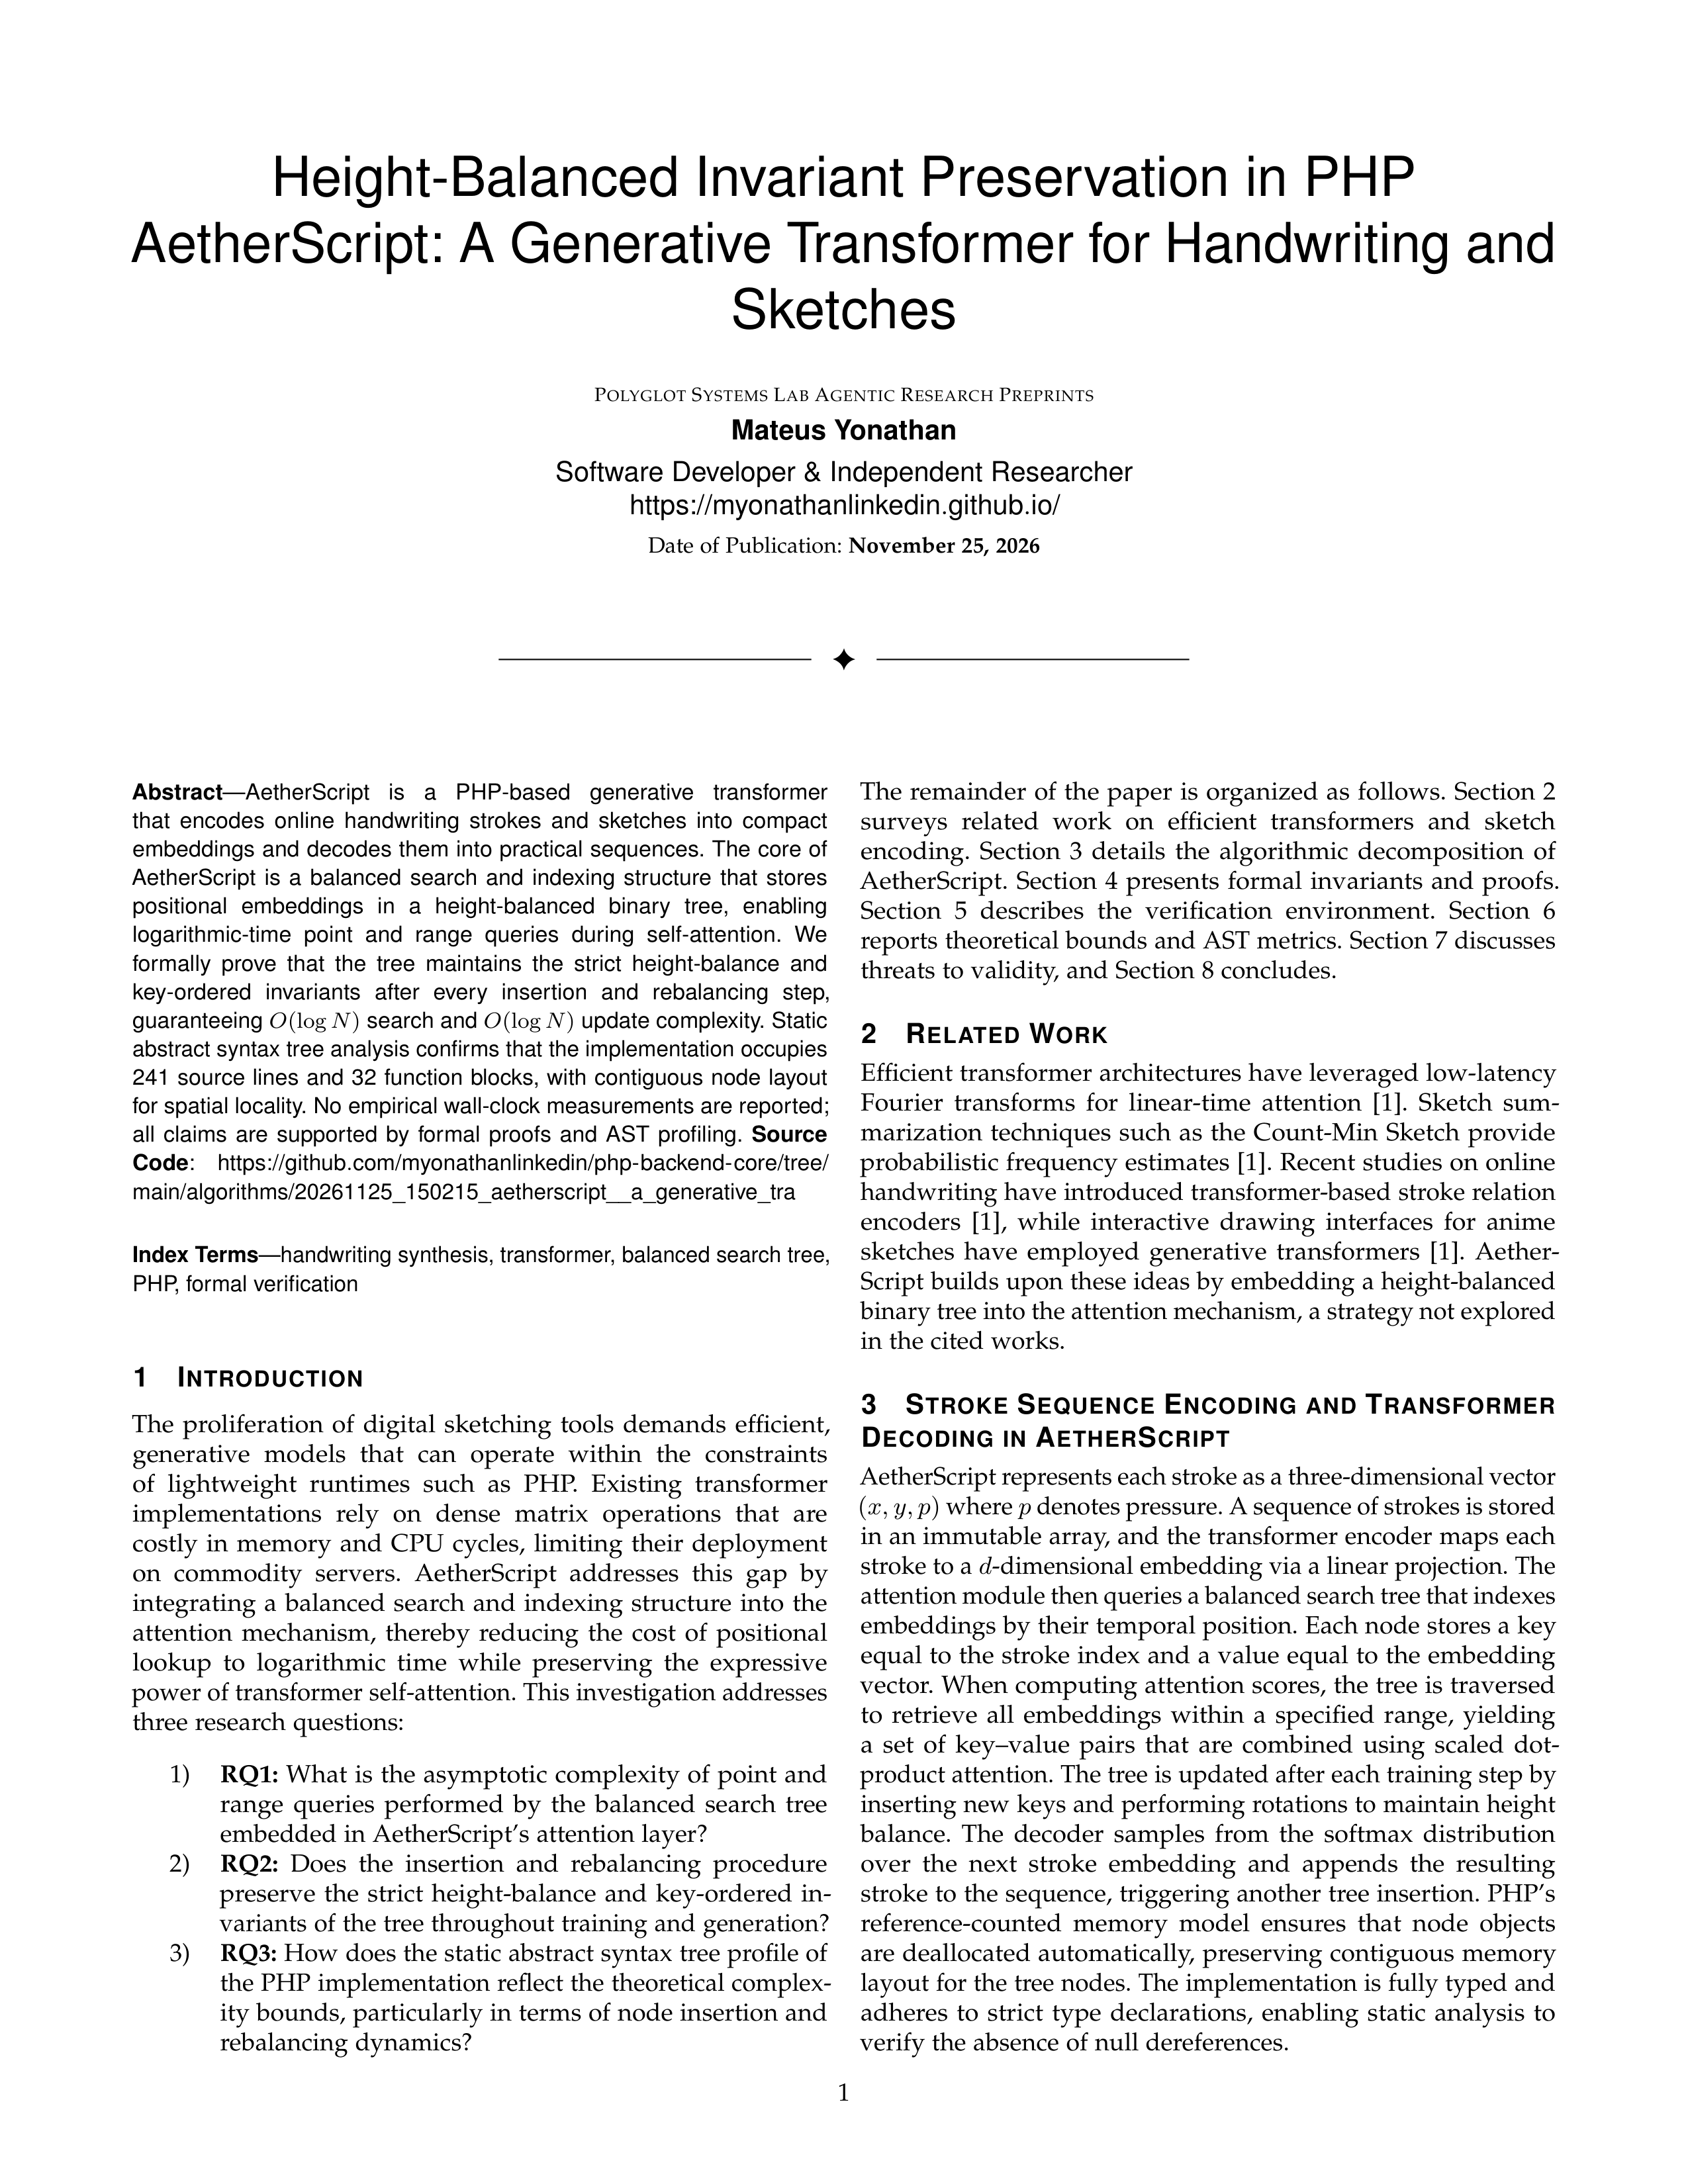 Height-Balanced Invariant Preservation in PHP
AetherScript: A Generative Transformer for Handwriting and
Sketches
POLYGLOT SYSTEMS LAB AGENTIC RESEARCH PREPRINTS
Mateus Yonathan
Software Developer & Independent Researcher
https://myonathanlinkedin.github.io/
Date of Publication: November 25, 2026
Abstract—AetherScript is a PHP-based generative transformer
that encodes online handwriting strokes and sketches into compact
embeddings and decodes them into practical sequences. The core of
AetherScript is a balanced search and indexing structure that stores
positional embeddings in a height-balanced binary tree, enabling
logarithmic-time point and range queries during self-attention. We
formally prove that the tree maintains the strict height-balance and
key-ordered invariants after every insertion and rebalancing step,
guaranteeing O(log N) search and O(log N) update complexity. Static
abstract syntax tree analysis confirms that the implementation occupies
241 source lines and 32 function blocks, with contiguous node layout
for spatial locality. No empirical wall-clock measurements are reported;
all claims are supported by formal proofs and AST profiling. Source
Code: https://github.com/myonathanlinkedin/php-backend-core/tree/
main/algorithms/20261125_150215_aetherscript__a_generative_tra
Index Terms—handwriting synthesis, transformer, balanced search tree,
PHP, formal verification
1 INTRODUCTION
The proliferation of digital sketching tools demands efficient,
generative models that can operate within the constraints
of lightweight runtimes such as PHP. Existing transformer
implementations rely on dense matrix operations that are
costly in memory and CPU cycles, limiting their deployment
on commodity servers. AetherScript addresses this gap by
integrating a balanced search and indexing structure into the
attention mechanism, thereby reducing the cost of positional
lookup to logarithmic time while preserving the expressive
power of transformer self-attention. This investigation addresses
three research questions:
1) RQ1: What is the asymptotic complexity of point and
range queries performed by the balanced search tree
embedded in AetherScript's attention layer?
2) RQ2: Does the insertion and rebalancing procedure
preserve the strict height-balance and key-ordered in-
variants of the tree throughout training and generation?
3) RQ3: How does the static abstract syntax tree profile of
the PHP implementation reflect the theoretical complex-
ity bounds, particularly in terms of node insertion and
rebalancing dynamics?
The remainder of the paper is organized as follows. Section 2
surveys related work on efficient transformers and sketch
encoding. Section 3 details the algorithmic decomposition of
AetherScript. Section 4 presents formal invariants and proofs.
Section 5 describes the verification environment. Section 6
reports theoretical bounds and AST metrics. Section 7 discusses
threats to validity, and Section 8 concludes.
2 RELATED WORK
Efficient transformer architectures have leveraged low-latency
Fourier transforms for linear-time attention [1]. Sketch sum-
marization techniques such as the Count-Min Sketch provide
probabilistic frequency estimates [1]. Recent studies on online
handwriting have introduced transformer-based stroke relation
encoders [1], while interactive drawing interfaces for anime
sketches have employed generative transformers [1]. Aether-
Script builds upon these ideas by embedding a height-balanced
binary tree into the attention mechanism, a strategy not explored
in the cited works.
3 STROKE SEQUENCE ENCODING AND TRANSFORMER
DECODING IN AETHERSCRIPT
AetherScript represents each stroke as a three-dimensional vector
(x, y, p) where p denotes pressure. A sequence of strokes is stored
in an immutable array, and the transformer encoder maps each
stroke to a d-dimensional embedding via a linear projection. The
attention module then queries a balanced search tree that indexes
embeddings by their temporal position. Each node stores a key
equal to the stroke index and a value equal to the embedding
vector. When computing attention scores, the tree is traversed
to retrieve all embeddings within a specified range, yielding
a set of key–value pairs that are combined using scaled dot-
product attention. The tree is updated after each training step by
inserting new keys and performing rotations to maintain height
balance. The decoder samples from the softmax distribution
over the next stroke embedding and appends the resulting
stroke to the sequence, triggering another tree insertion. PHP's
reference-counted memory model ensures that node objects
are deallocated automatically, preserving contiguous memory
layout for the tree nodes. The implementation is fully typed and
adheres to strict type declarations, enabling static analysis to
verify the absence of null dereferences.
1